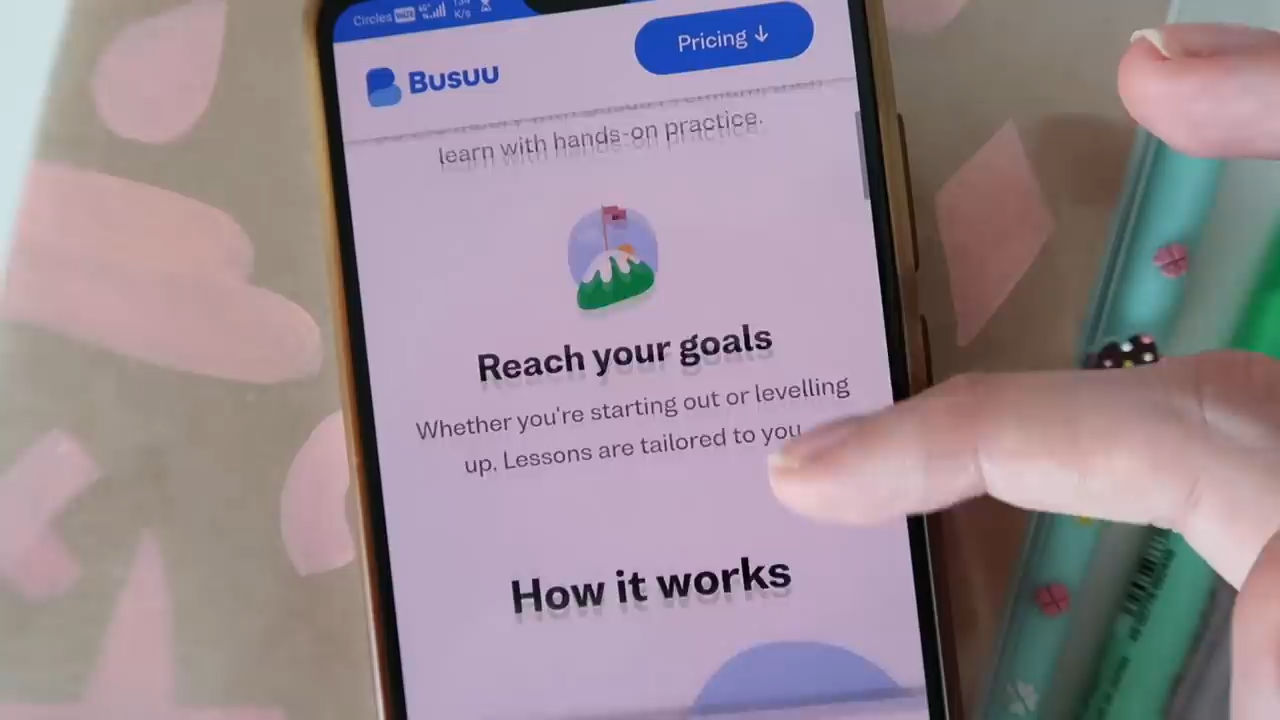 Circles
K/s
Busuu
Pricing ↓
learn with hands-on practice.
Reach your goals
Whether you're starting out or levelling
up. Lessons are tailored to you
How it works